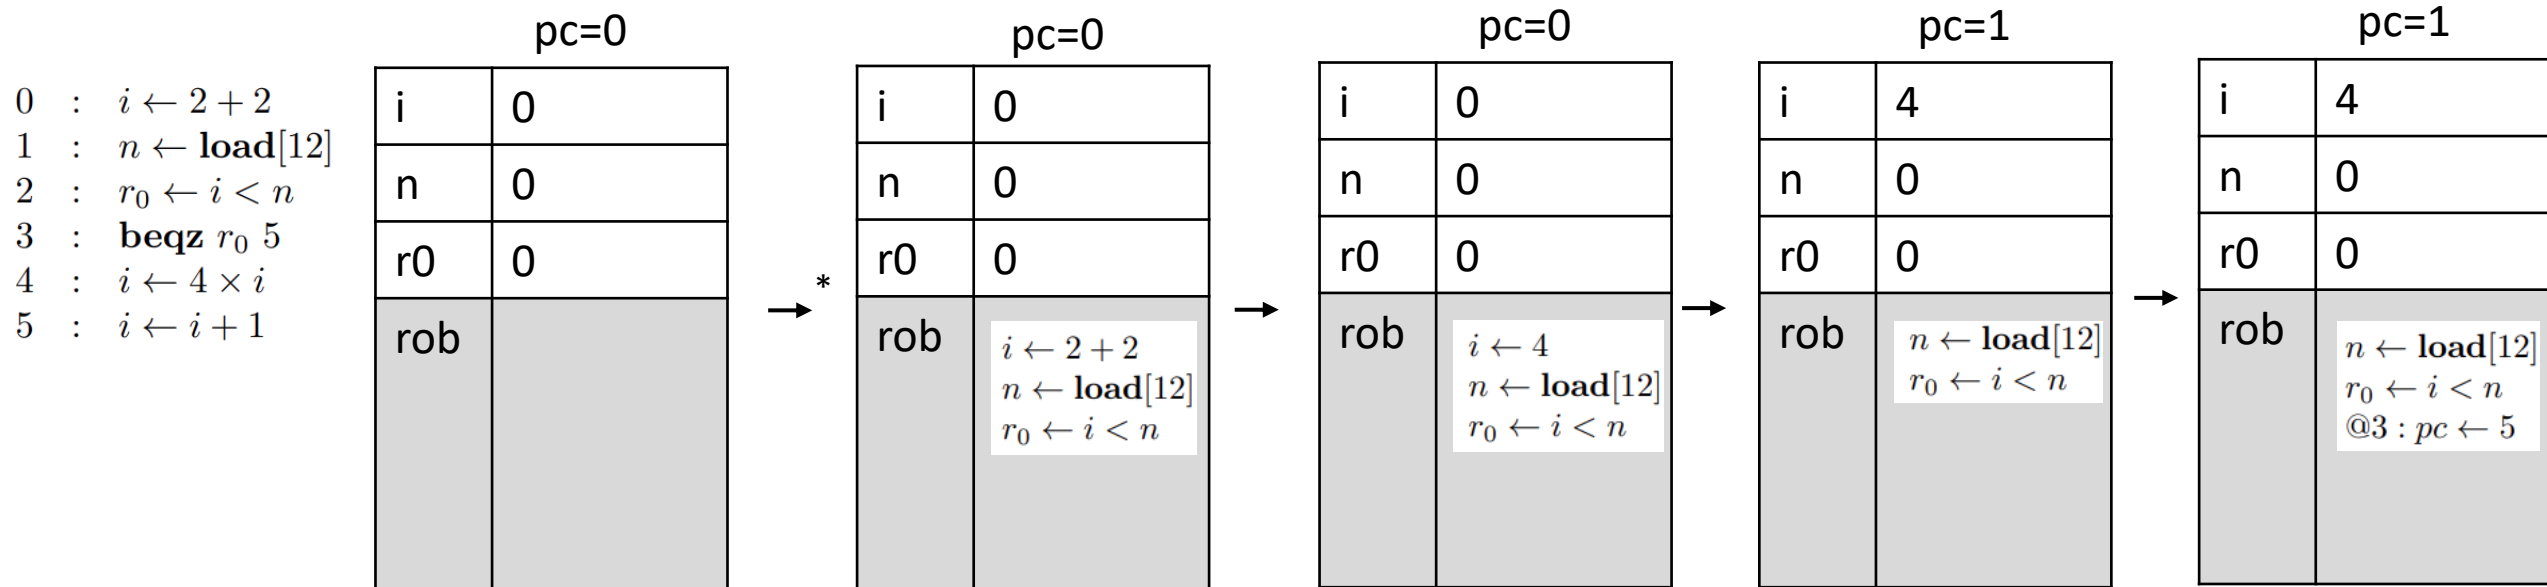 0 : i ← 2 + 2
1 : n ← load[12]
2 : r₀ ← i < n
3 : beqz r₀ 5
4 : i ← 4 × i
5 : i ← i + 1
pc=0
i 0
n 0
r0 0
rob
→*
pc=0
i 0
n 0
r0 0
rob
i ← 2 + 2
n ← load[12]
r₀ ← i < n
→
pc=0
i 0
n 0
r0 0
rob
i ← 4
n ← load[12]
r₀ ← i < n
→
pc=1
i 4
n 0
r0 0
rob
n ← load[12]
r₀ ← i < n
→
pc=1
i 4
n 0
r0 0
rob
n ← load[12]
r₀ ← i < n
@3 : pc ← 5